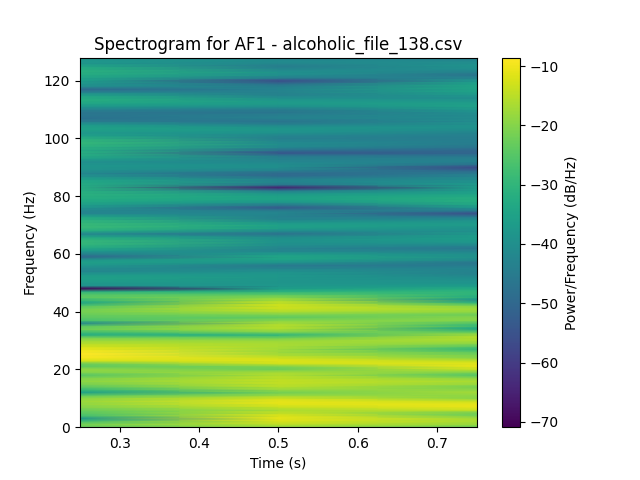 Spectrogram for AF1 - alcoholic_file_138.csv
120
100
80
60
40
20
0
Frequency (Hz)
0.3 0.4 0.5 0.6 0.7
Time (s)
−10
−20
−30
−40
−50
−60
−70
Power/Frequency (dB/Hz)